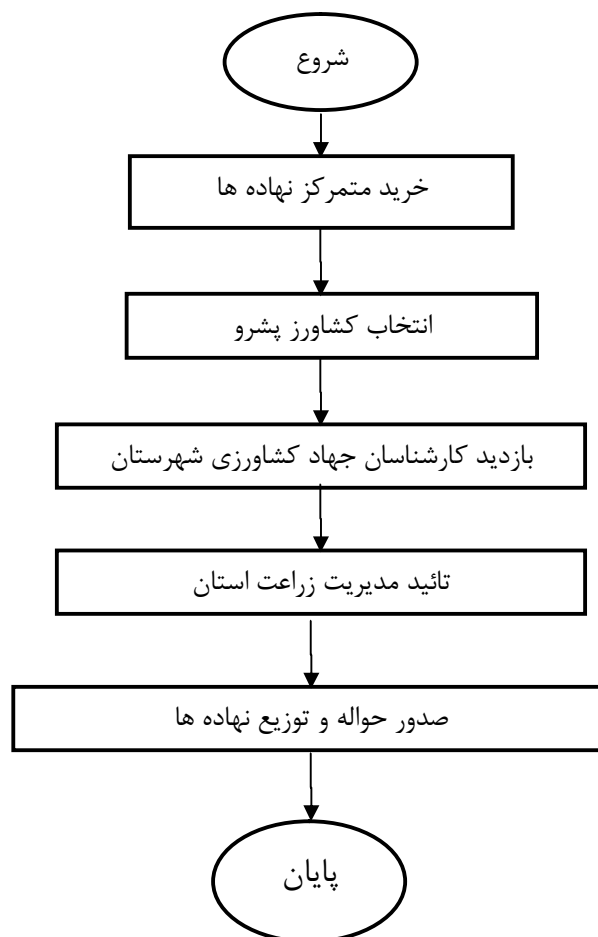 شروع
خرید متمرکز نهاده ها
انتخاب کشاورز پشرو
بازدید کارشناسان جهاد کشاورزی شهرستان
تائید مدیریت زراعت استان
صدور حواله و توزیع نهاده ها
پایان